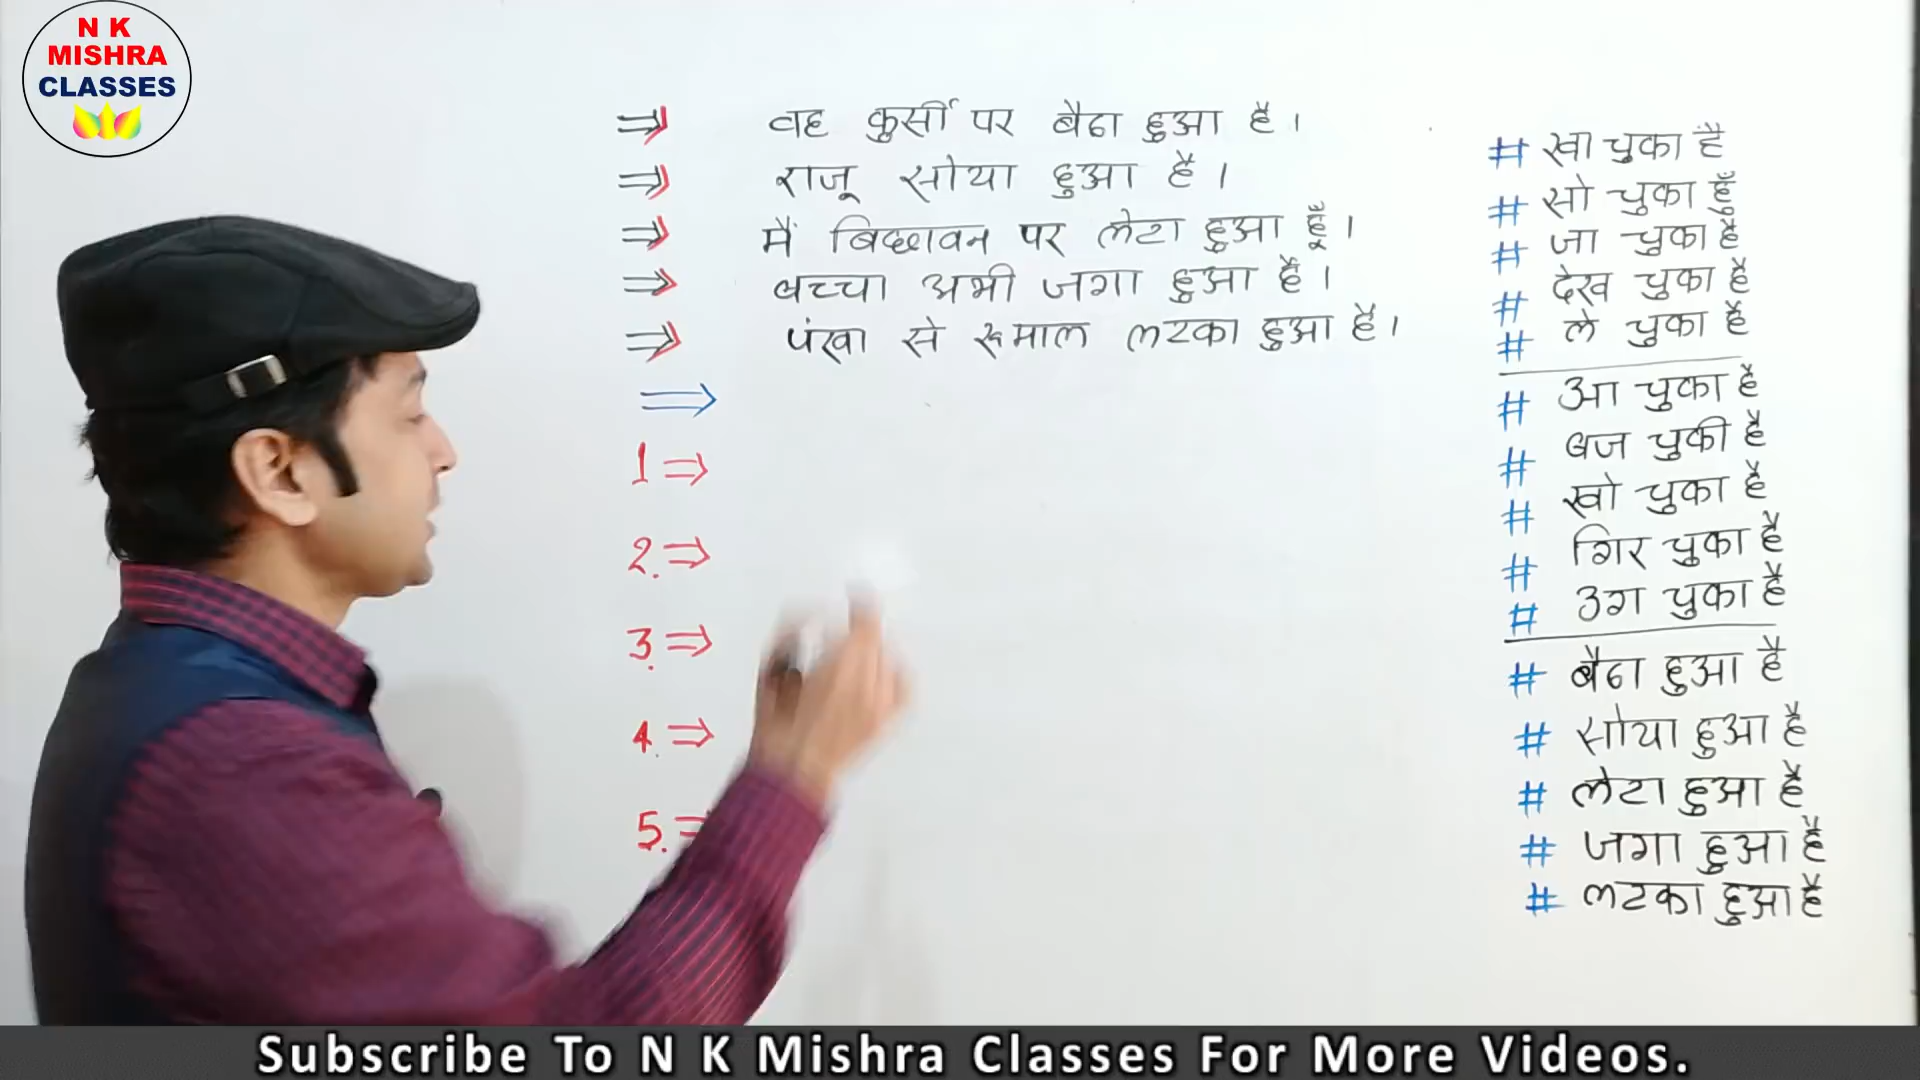 N K
MISHRA
CLASSES
⇒ वह कुर्सी पर बैठा हुआ है।
⇒ राजू सोया हुआ है।
⇒ मैं बिछावन पर लेटा हुआ हूँ।
⇒ बच्चा अभी जगा हुआ है।
⇒ पंखा से रूमाल लटका हुआ है।
⇒
1 ⇒
2. ⇒
3. ⇒
4. ⇒
5. ⇒
# खा चुका है
# सो चुका हूँ
# जा चुका है
# देख चुका है
# ले चुका है
# आ चुका है
# बज चुकी है
# खो चुका है
# गिर चुका है
# उग चुका है
# बैठा हुआ है
# सोया हुआ है
# लेटा हुआ है
# जगा हुआ है
# लटका हुआ है
Subscribe To N K Mishra Classes For More Videos.